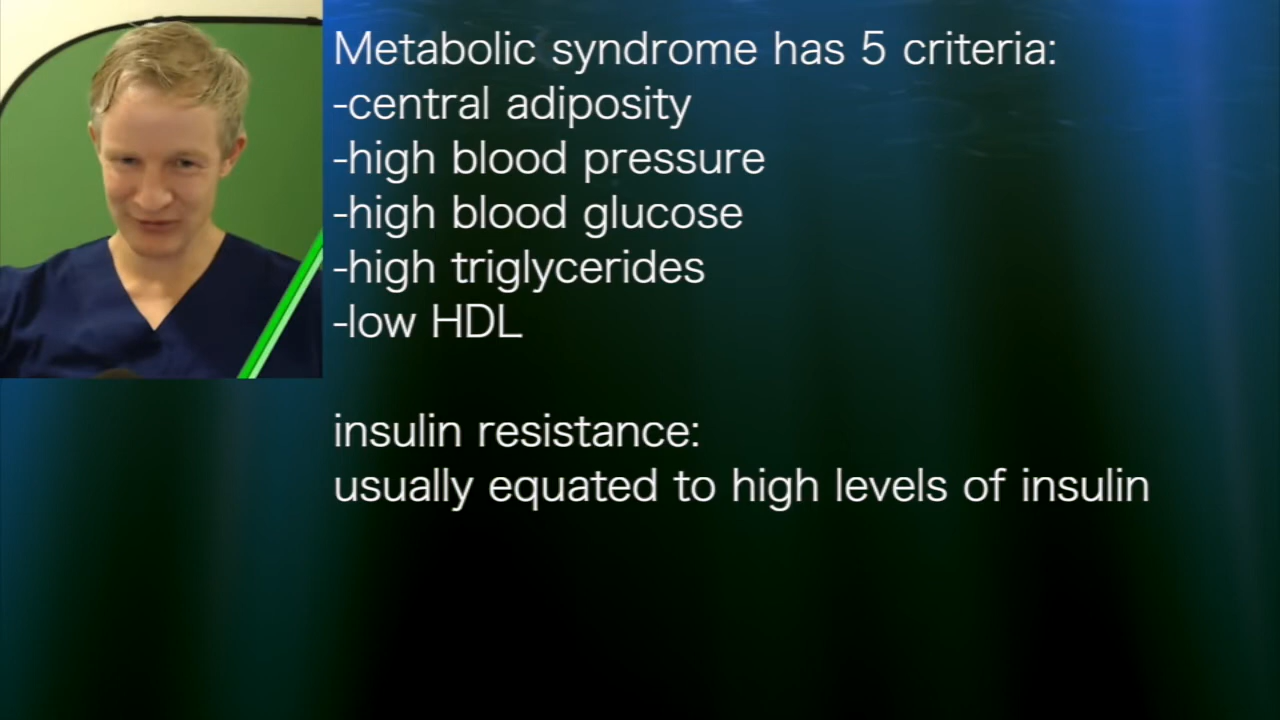 Metabolic syndrome has 5 criteria:
-central adiposity
-high blood pressure
-high blood glucose
-high triglycerides
-low HDL
insulin resistance:
usually equated to high levels of insulin